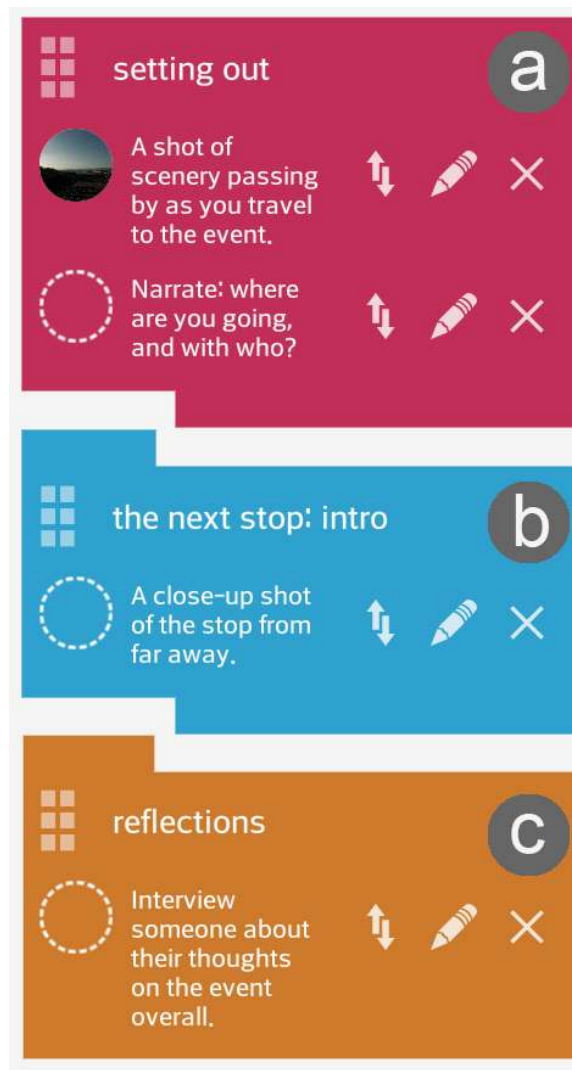 setting out
a
A shot of
scenery passing
by as you travel
to the event.
Narrate: where
are you going,
and with who?
the next stop: intro
b
A close-up shot
of the stop from
far away.
reflections
c
Interview
someone about
their thoughts
on the event
overall.